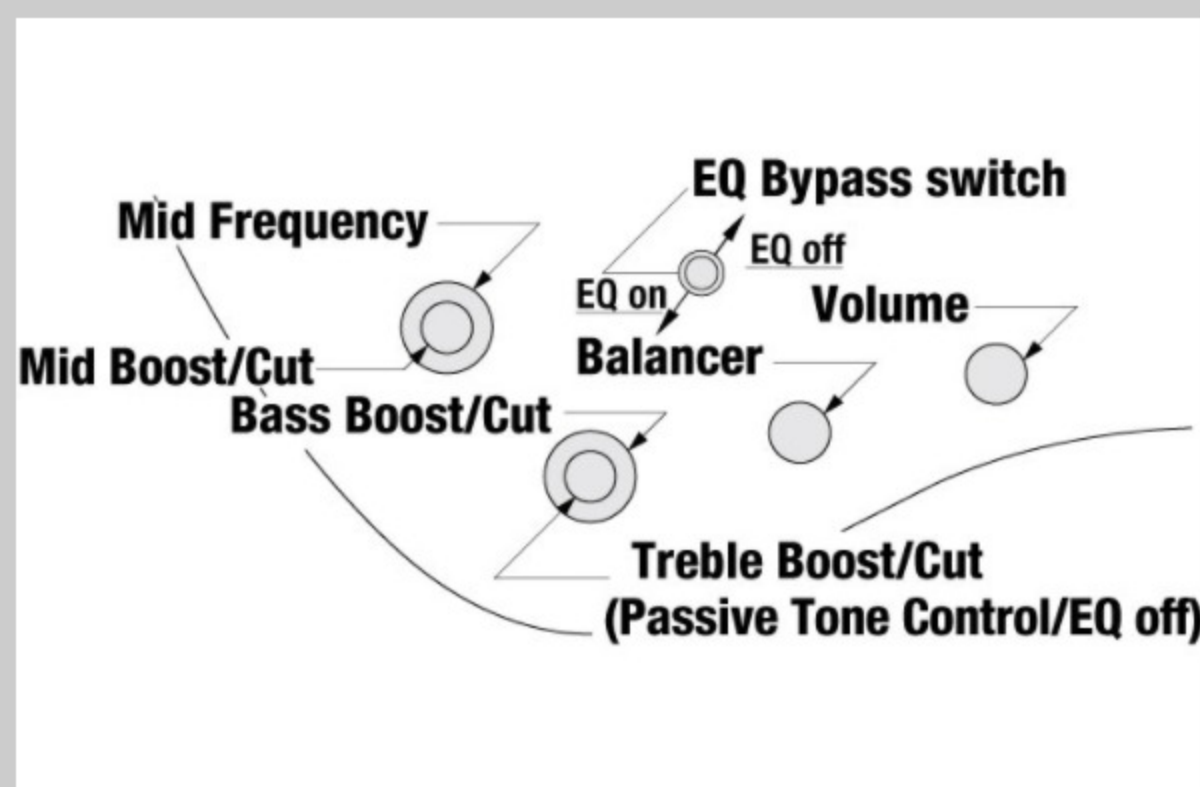 EQ Bypass switch
Mid Frequency
EQ off
EQ on
Volume
Balancer
Mid Boost/Cut
Bass Boost/Cut
Treble Boost/Cut
(Passive Tone Control/EQ off)